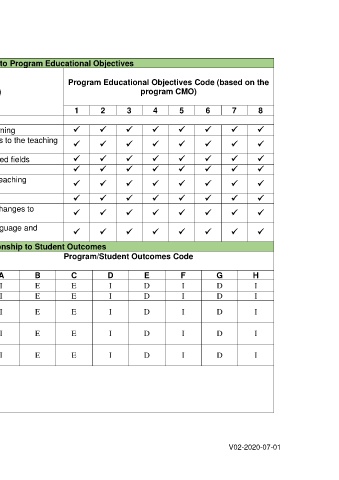 to Program Educational Objectives
Program Educational Objectives Code (based on the
program CMO)
)
1 2 3 4 5 6 7 8
ning ✓ ✓ ✓ ✓ ✓ ✓ ✓ ✓
s to the teaching
✓ ✓ ✓ ✓ ✓ ✓ ✓ ✓
ed fields ✓ ✓ ✓ ✓ ✓ ✓ ✓ ✓
✓ ✓ ✓ ✓ ✓ ✓ ✓ ✓
eaching
✓ ✓ ✓ ✓ ✓ ✓ ✓ ✓
✓ ✓ ✓ ✓ ✓ ✓ ✓ ✓
hanges to
✓ ✓ ✓ ✓ ✓ ✓ ✓ ✓
guage and
✓ ✓ ✓ ✓ ✓ ✓ ✓ ✓
onship to Student Outcomes
Program/Student Outcomes Code
A B C D E F G H
I E E I D I D I
I E E I D I D I
I E E I D I D I
I E E I D I D I
I E E I D I D I
V02-2020-07-01